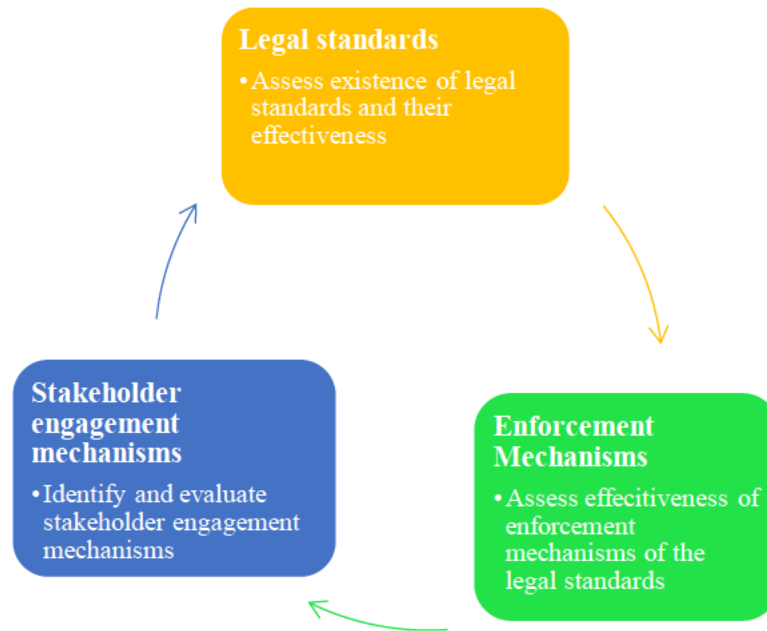 Legal standards
• Assess existence of legal
standards and their
effectiveness
Stakeholder
engagement
mechanisms
• Identify and evaluate
stakeholder engagement
mechanisms
Enforcement
Mechanisms
• Assess effecitiveness of
enforcement
mechanisms of the
legal standards